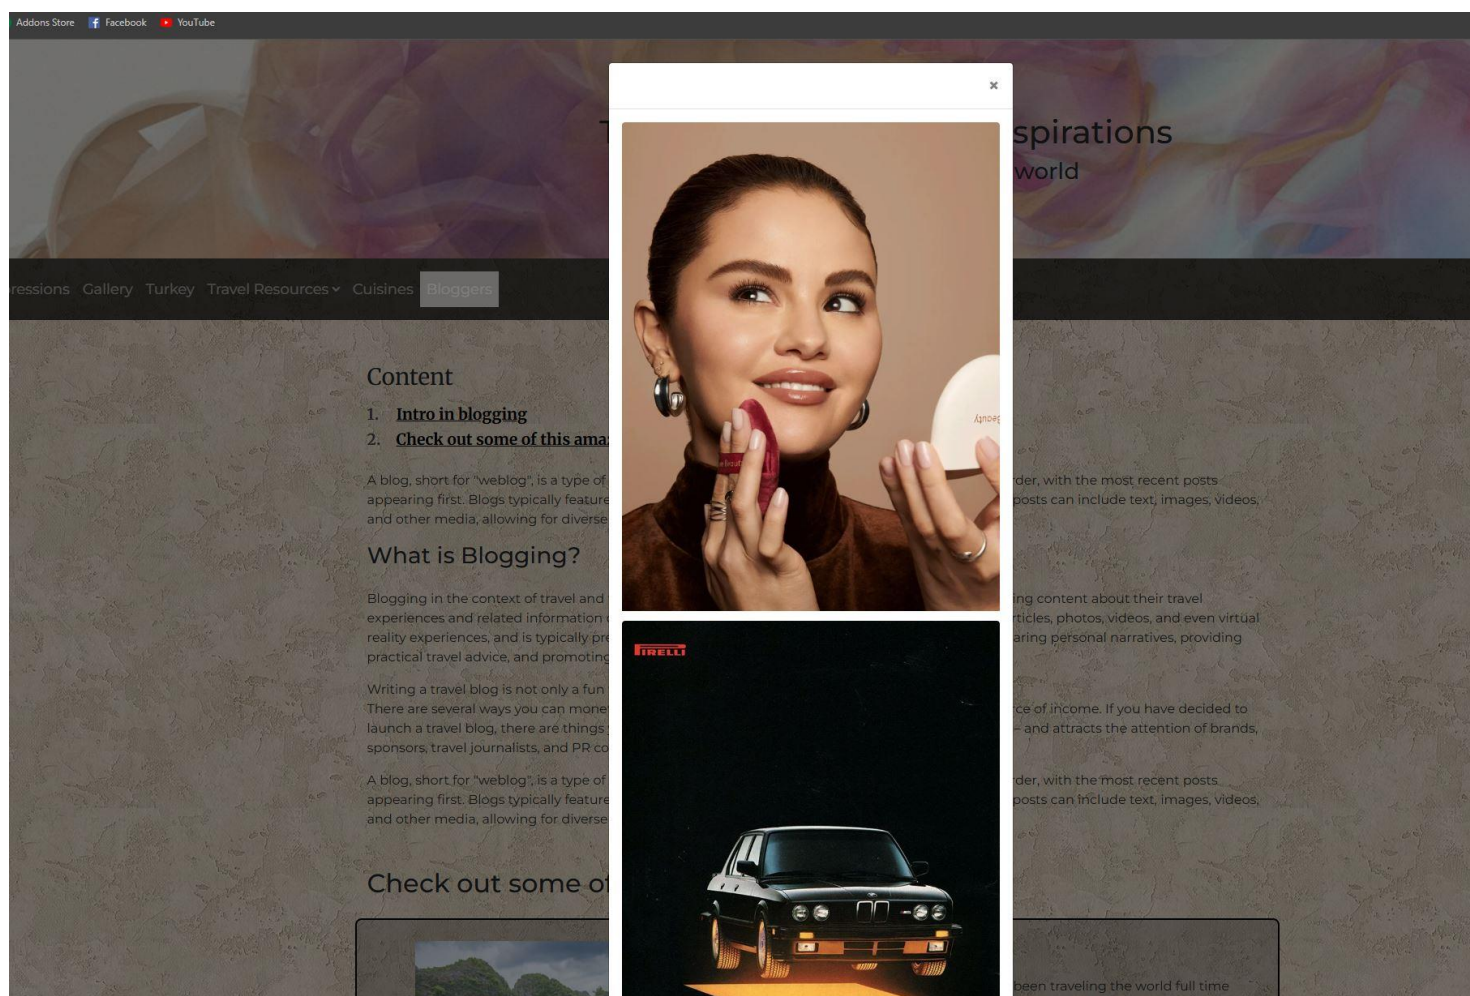 Addons Store Facebook YouTube
spirations
world
ressions Gallery Turkey Travel Resources Cuisines Bloggers
Content
1. Intro in blogging
2. Check out some of this ama
A blog, short for "weblog", is a type of
rder, with the most recent posts
appearing first. Blogs typically feature
posts can include text, images, videos,
and other media, allowing for diverse
What is Blogging?
Blogging in the context of travel and
ing content about their travel
experiences and related information
rticles, photos, videos, and even virtual
reality experiences, and is typically pre
aring personal narratives, providing
practical travel advice, and promoting
Writing a travel blog is not only a fun
There are several ways you can mone
ce of income. If you have decided to
launch a travel blog, there are things
– and attracts the attention of brands,
sponsors, travel journalists, and PR co
A blog, short for "weblog", is a type of
rder, with the most recent posts
appearing first. Blogs typically feature
posts can include text, images, videos,
and other media, allowing for diverse
Check out some of
been traveling the world full time
×
Beauty
PIRELLI